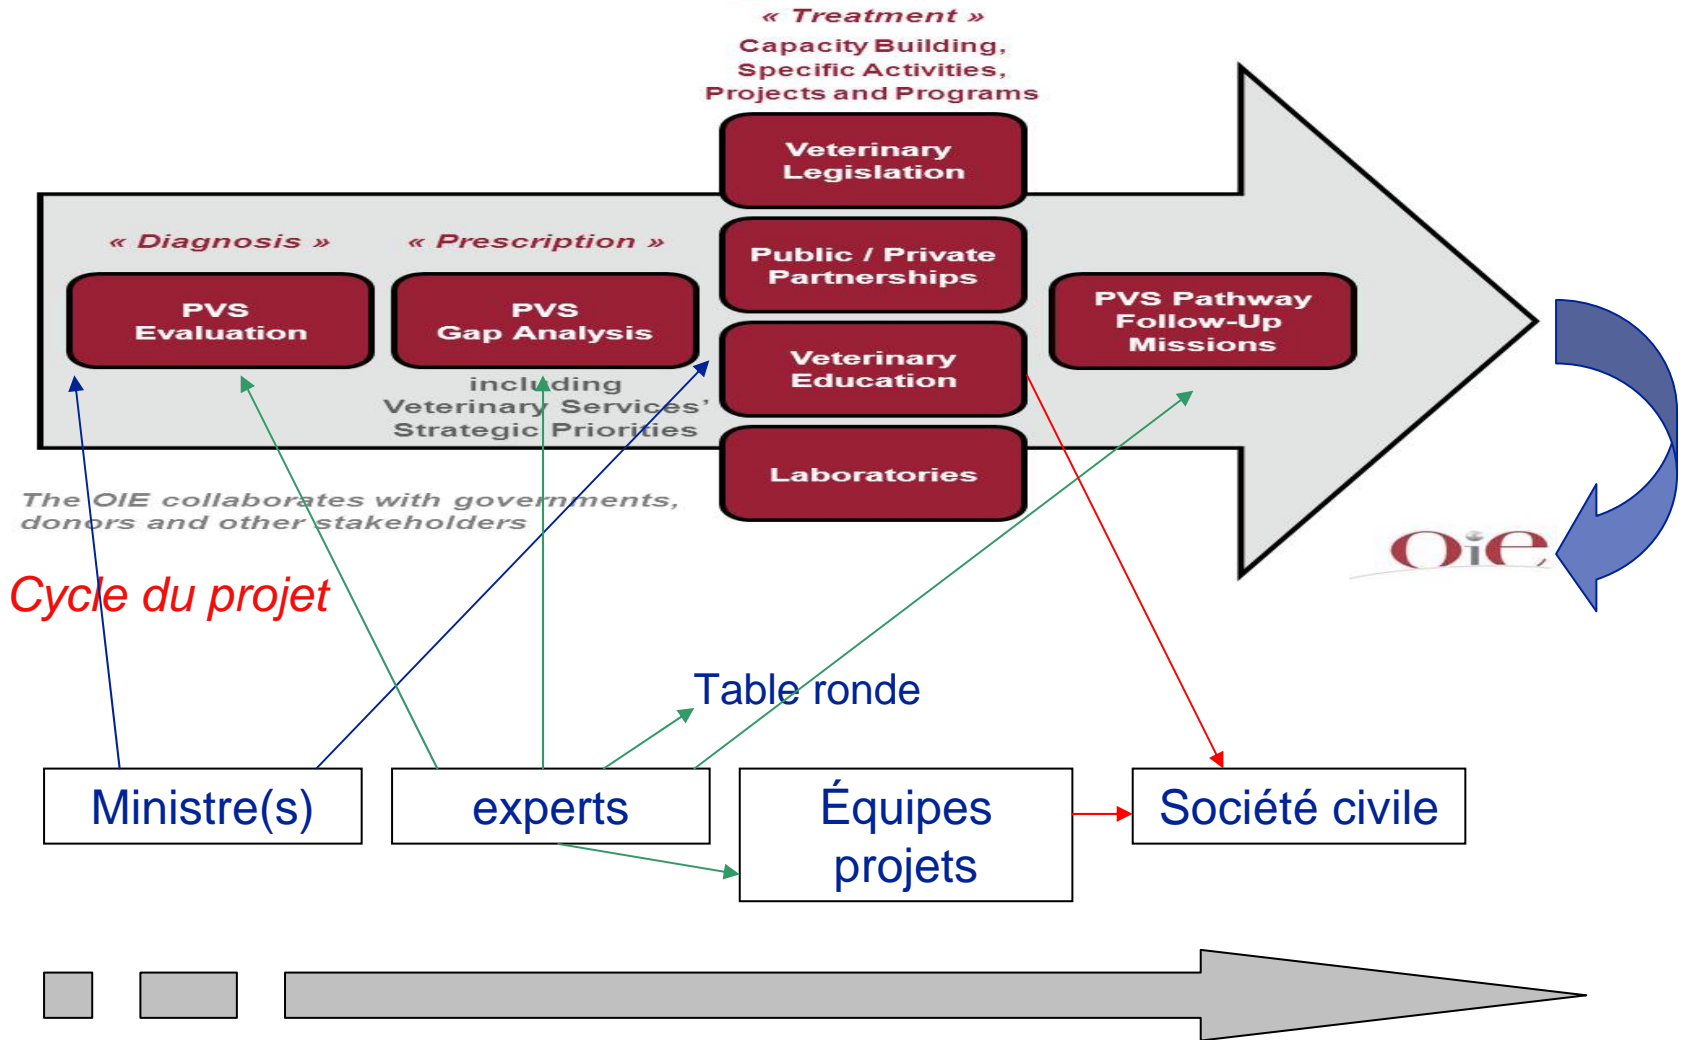 « Treatment »
Capacity Building,
Specific Activities,
Projects and Programs
« Diagnosis »
PVS
Evaluation
« Prescription »
PVS
Gap Analysis
including
Veterinary Services’
Strategic Priorities
Veterinary
Legislation
Public / Private
Partnerships
Veterinary
Education
Laboratories
PVS Pathway
Follow-Up
Missions
The OIE collaborates with governments,
donors and other stakeholders
Oie
Cycle du projet
Table ronde
Ministre(s)
experts
Équipes
projets
Société civile